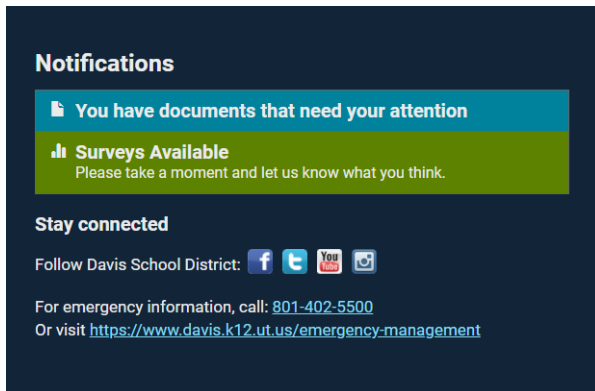 Notifications
You have documents that need your attention
Surveys Available
Please take a moment and let us know what you think.
Stay connected
Follow Davis School District: f t You Tube
For emergency information, call: 801-402-5500
Or visit https://www.davis.k12.ut.us/emergency-management